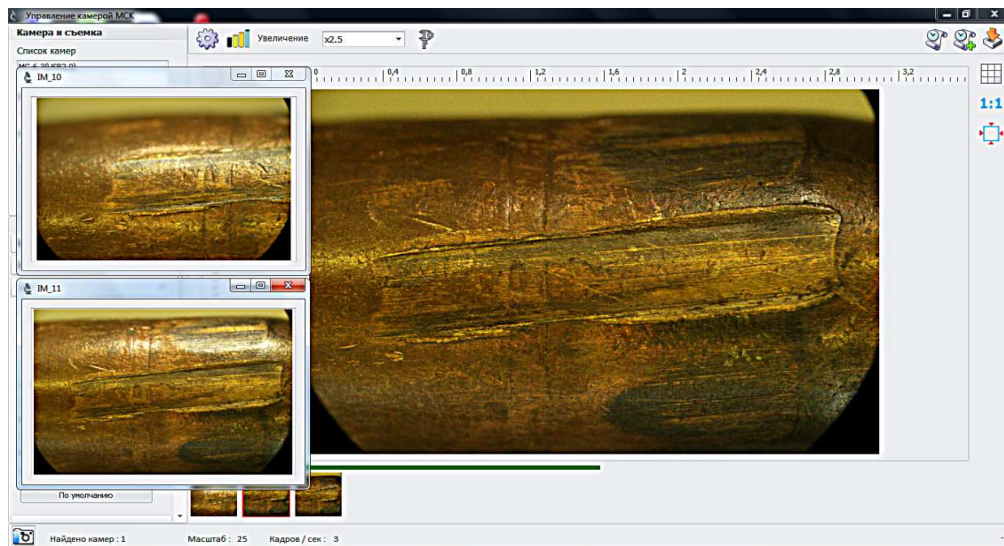 Управление камерой МСК
Камера и съемка
Список камер
Увеличение x2.5
IM_10
0 0,4 0,8 1,2 1,6 2 2,4 2,8 3,2
1:1
IM_11
По умолчанию
Найдено камер : 1 Масштаб : 25 Кадров / сек : 3